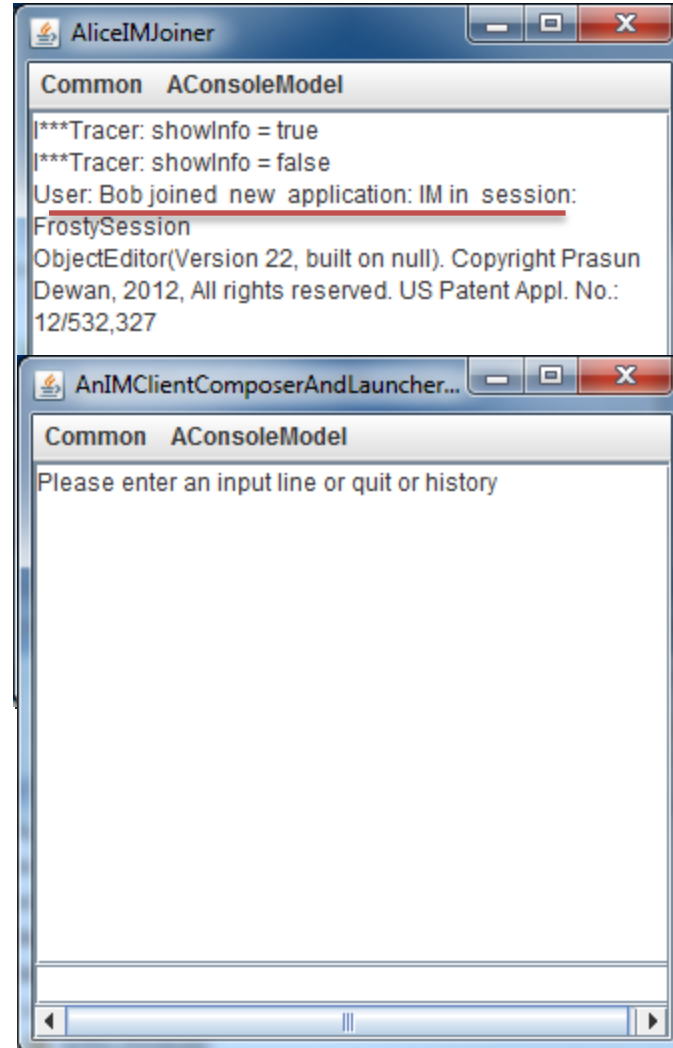 AliceIMJoiner
Common AConsoleModel
I***Tracer: showInfo = true
I***Tracer: showInfo = false
User: Bob joined new application: IM in session:
FrostySession
ObjectEditor(Version 22, built on null). Copyright Prasun
Dewan, 2012, All rights reserved. US Patent Appl. No.:
12/532,327
AnIMClientComposerAndLauncher...
Common AConsoleModel
Please enter an input line or quit or history